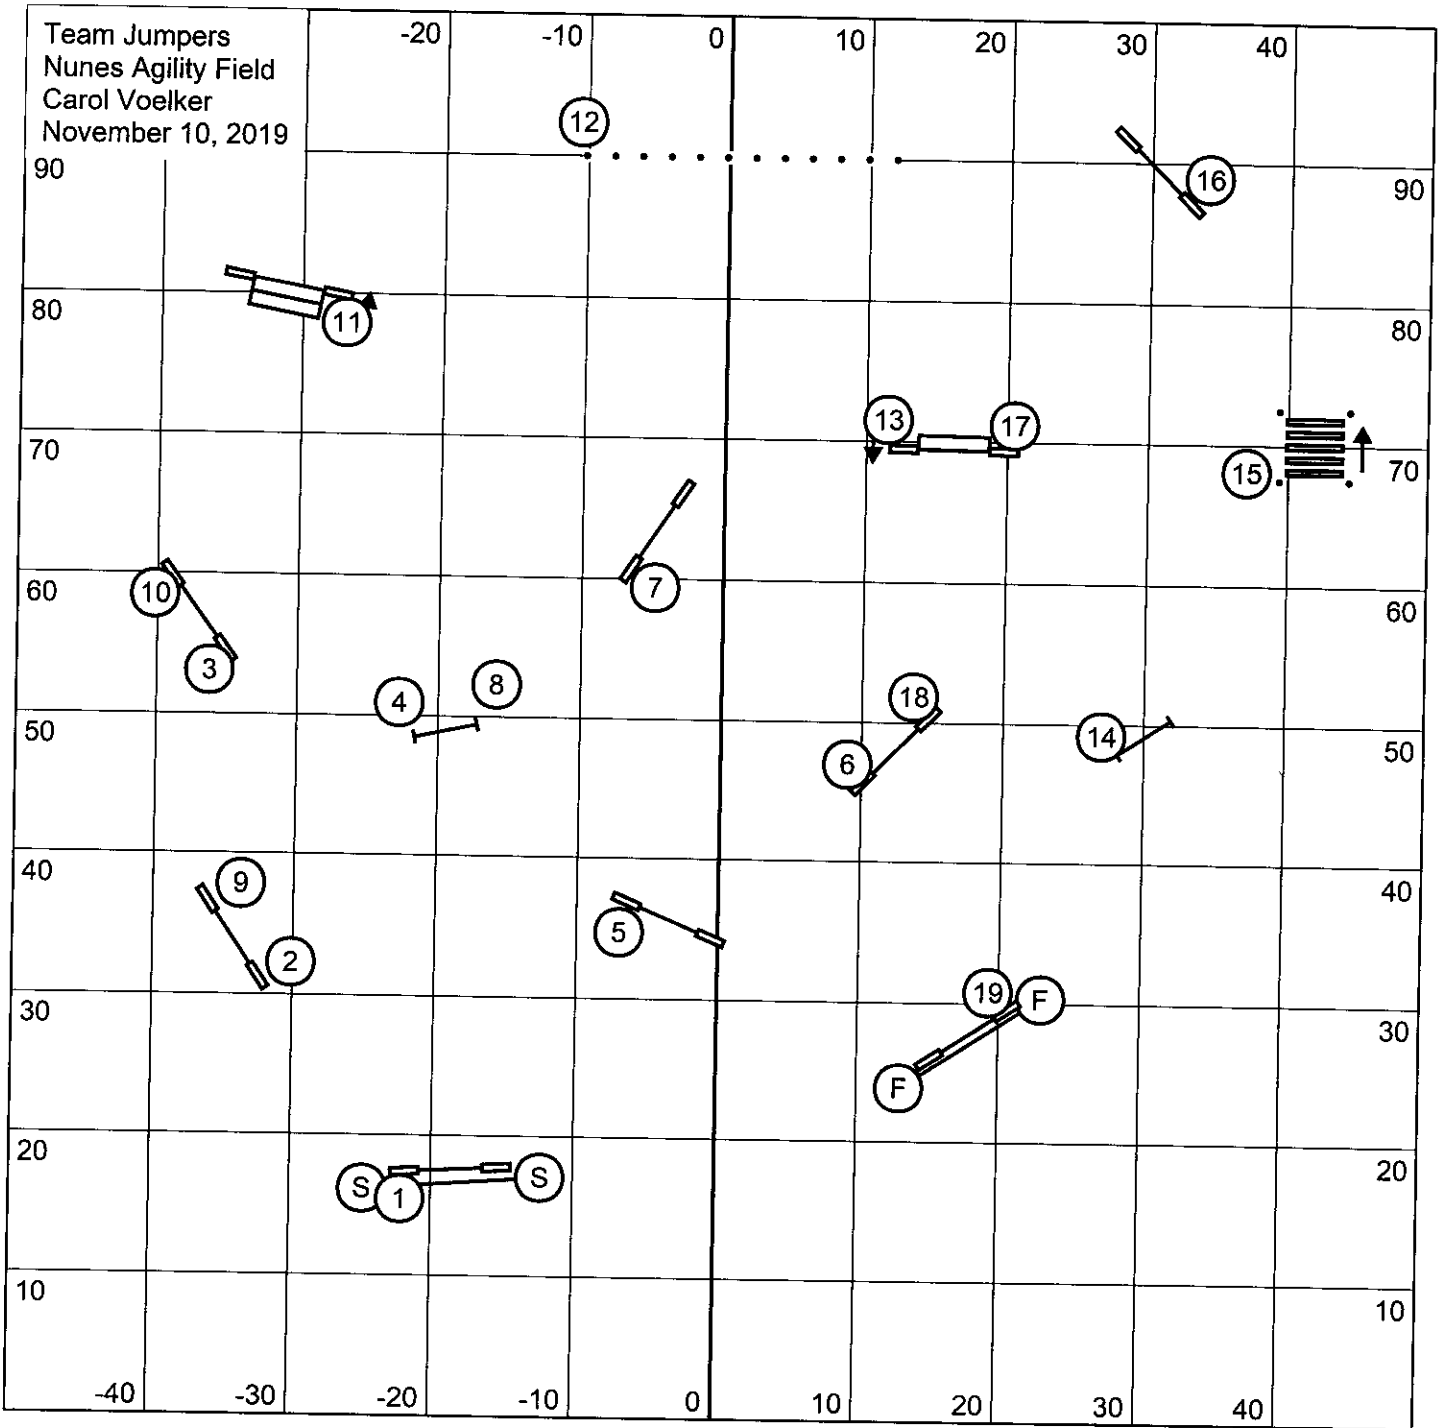 Team Jumpers
Nunes Agility Field
Carol Voelker
November 10, 2019
-20 -10 0 10 20 30 40
12
90 16 90
11
80 80
13 17
70 15 70
10 7
60 60
3
4 8 18
50 6 14 50
40 9 40
5
2
30 19 F 30
F
20 S 1 S 20
10 10
-40 -30 -20 -10 0 10 20 30 40